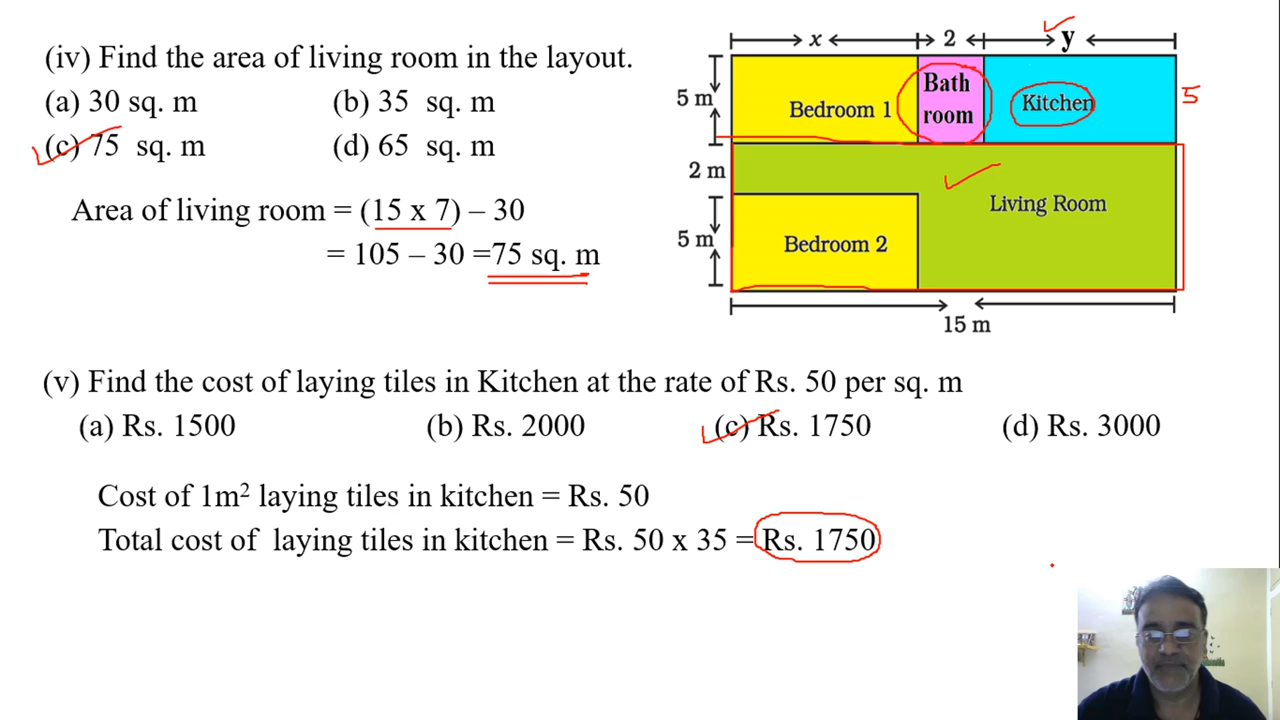 (iv) Find the area of living room in the layout.
(a) 30 sq. m (b) 35 sq. m
(c) 75 sq. m (d) 65 sq. m
Area of living room = (15 x 7) – 30
= 105 – 30 =75 sq. m
x 2 y
5 m
Bedroom 1
Bath
room
Kitchen
5
2 m
Living Room
5 m
Bedroom 2
15 m
(v) Find the cost of laying tiles in Kitchen at the rate of Rs. 50 per sq. m
(a) Rs. 1500 (b) Rs. 2000 (c) Rs. 1750 (d) Rs. 3000
Cost of 1m² laying tiles in kitchen = Rs. 50
Total cost of laying tiles in kitchen = Rs. 50 x 35 = Rs. 1750